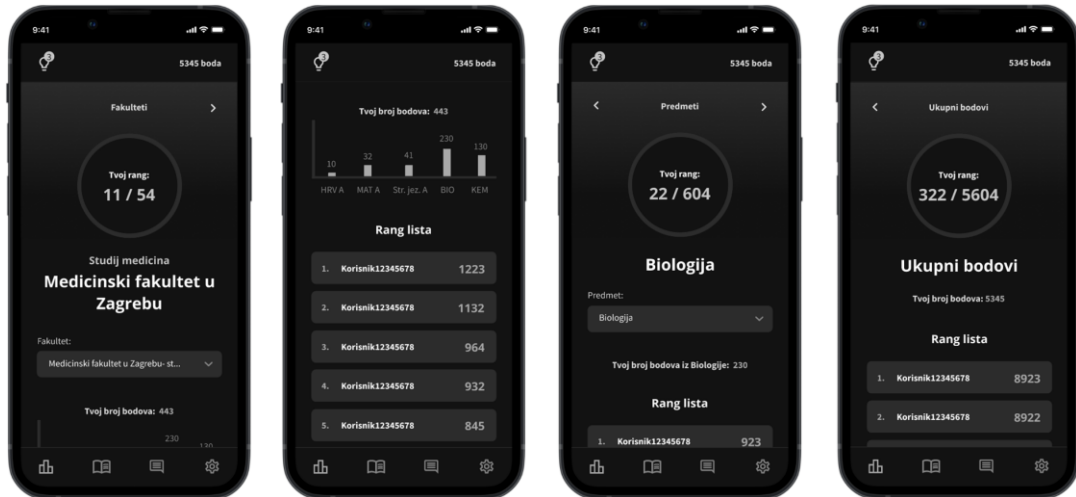 9:41
3
5345 boda
Fakulteti
Tvoj rang:
11 / 54
Studij medicina
Medicinski fakultet u
Zagrebu
Fakultet:
Medicinski fakultet u Zagrebu- st...
Tvoj broj bodova: 443
230
130
9:41
3
5345 boda
Tvoj broj bodova: 443
10
32
41
230
130
HRV A
MAT A
Str. jez. A
BIO
KEM
Rang lista
1. Korisnik12345678 1223
2. Korisnik12345678 1132
3. Korisnik12345678 964
4. Korisnik12345678 932
5. Korisnik12345678 845
9:41
3
5345 boda
Predmeti
Tvoj rang:
22 / 604
Biologija
Predmet:
Biologija
Tvoj broj bodova iz Biologije: 230
Rang lista
1. Korisnik12345678 923
9:41
3
5345 boda
Ukupni bodovi
Tvoj rang:
322 / 5604
Ukupni bodovi
Tvoj broj bodova: 5345
Rang lista
1. Korisnik12345678 8923
2. Korisnik12345678 8922